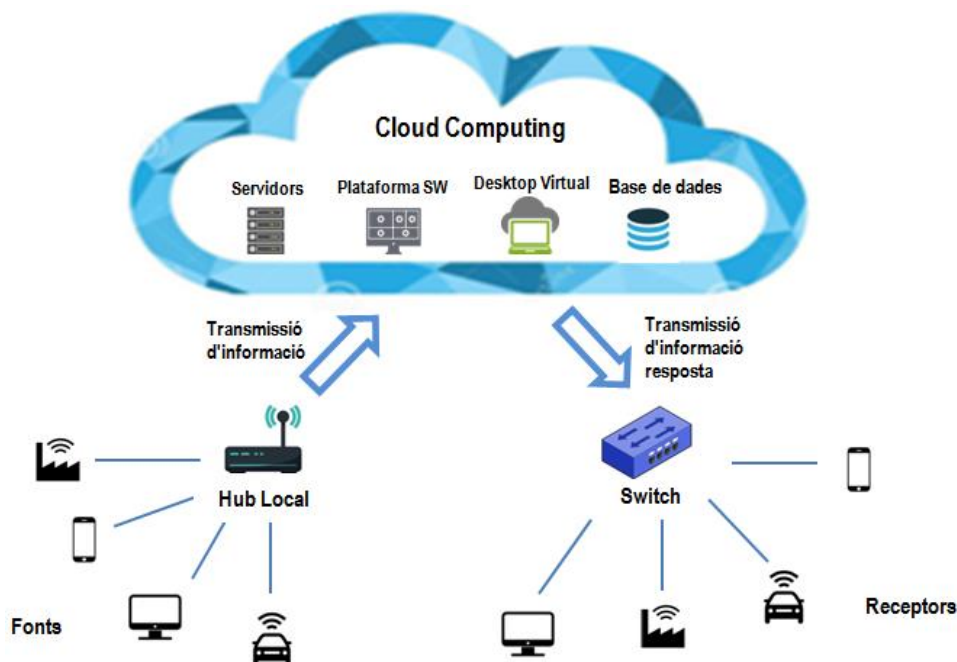 Cloud Computing
Servidors
Plataforma SW
Desktop Virtual
Base de dades
Transmissió
d'informació
Transmissió
d'informació
resposta
Hub Local
Switch
Fonts
Receptors